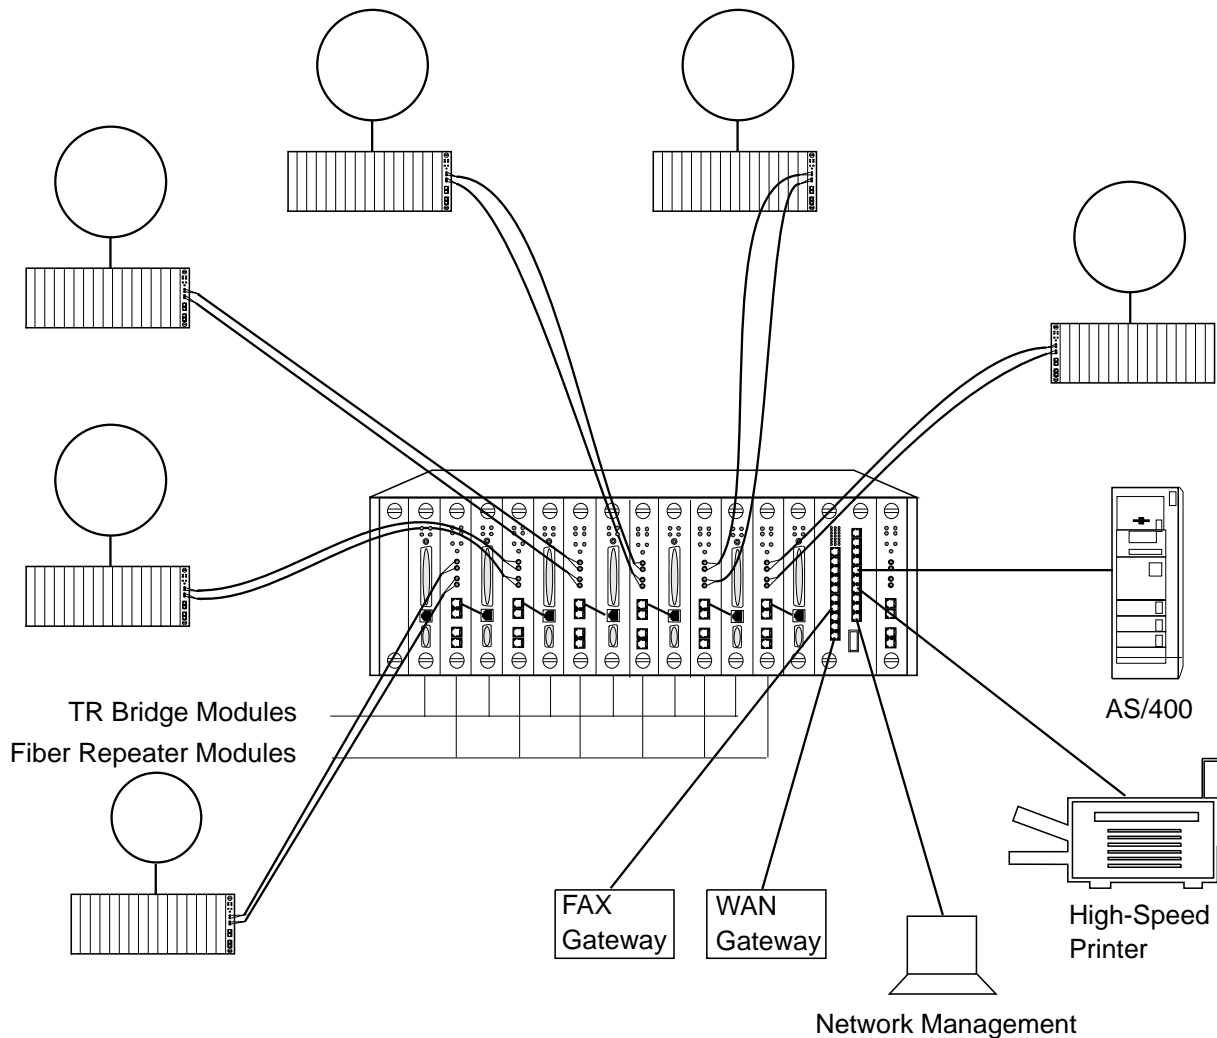 TR Bridge Modules
Fiber Repeater Modules
AS/400
FAX
Gateway
WAN
Gateway
High-Speed
Printer
Network Management